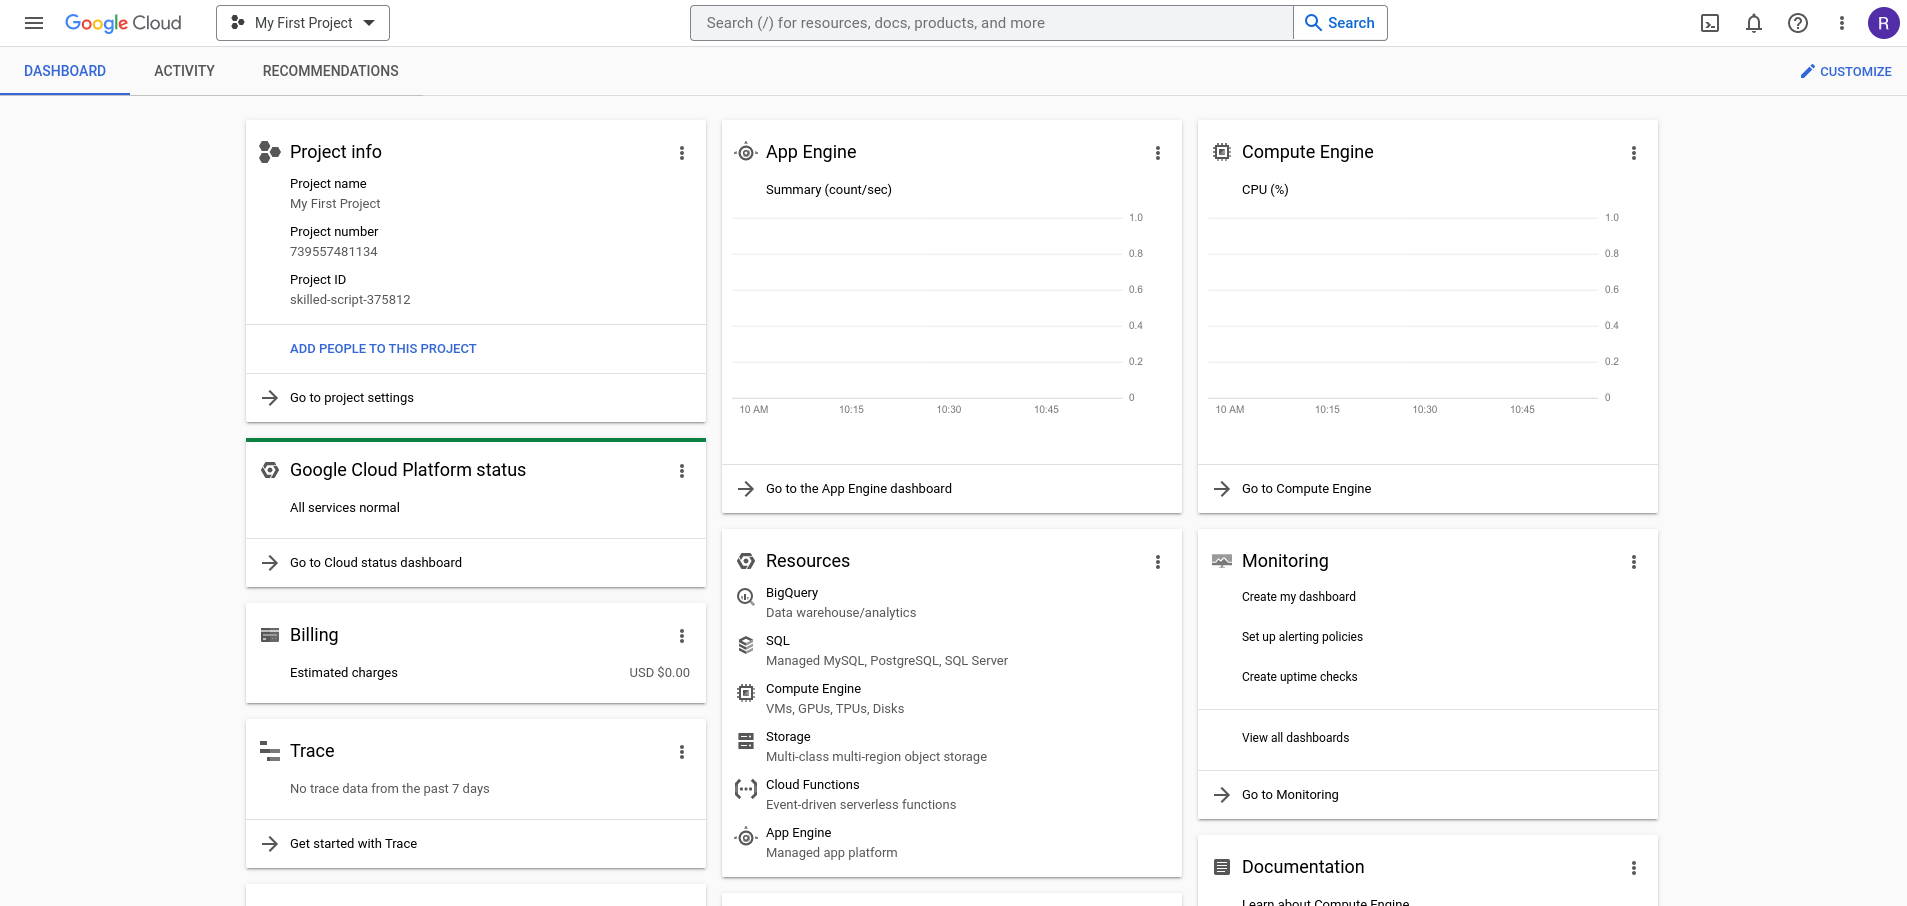 Google Cloud
My First Project
Search (/) for resources, docs, products, and more
Search
R
DASHBOARD
ACTIVITY
RECOMMENDATIONS
CUSTOMIZE
Project info
Project name
My First Project
Project number
739557481134
Project ID
skilled-script-375812
ADD PEOPLE TO THIS PROJECT
Go to project settings
Google Cloud Platform status
All services normal
Go to Cloud status dashboard
Billing
Estimated charges USD $0.00
Trace
No trace data from the past 7 days
Get started with Trace
App Engine
Summary (count/sec)
1.0
0.8
0.6
0.4
0.2
0
10 AM 10:15 10:30 10:45
Go to the App Engine dashboard
Resources
BigQuery
Data warehouse/analytics
SQL
Managed MySQL, PostgreSQL, SQL Server
Compute Engine
VMs, GPUs, TPUs, Disks
Storage
Multi-class multi-region object storage
Cloud Functions
Event-driven serverless functions
App Engine
Managed app platform
Compute Engine
CPU (%)
1.0
0.8
0.6
0.4
0.2
0
10 AM 10:15 10:30 10:45
Go to Compute Engine
Monitoring
Create my dashboard
Set up alerting policies
Create uptime checks
View all dashboards
Go to Monitoring
Documentation
Learn about Compute Engine